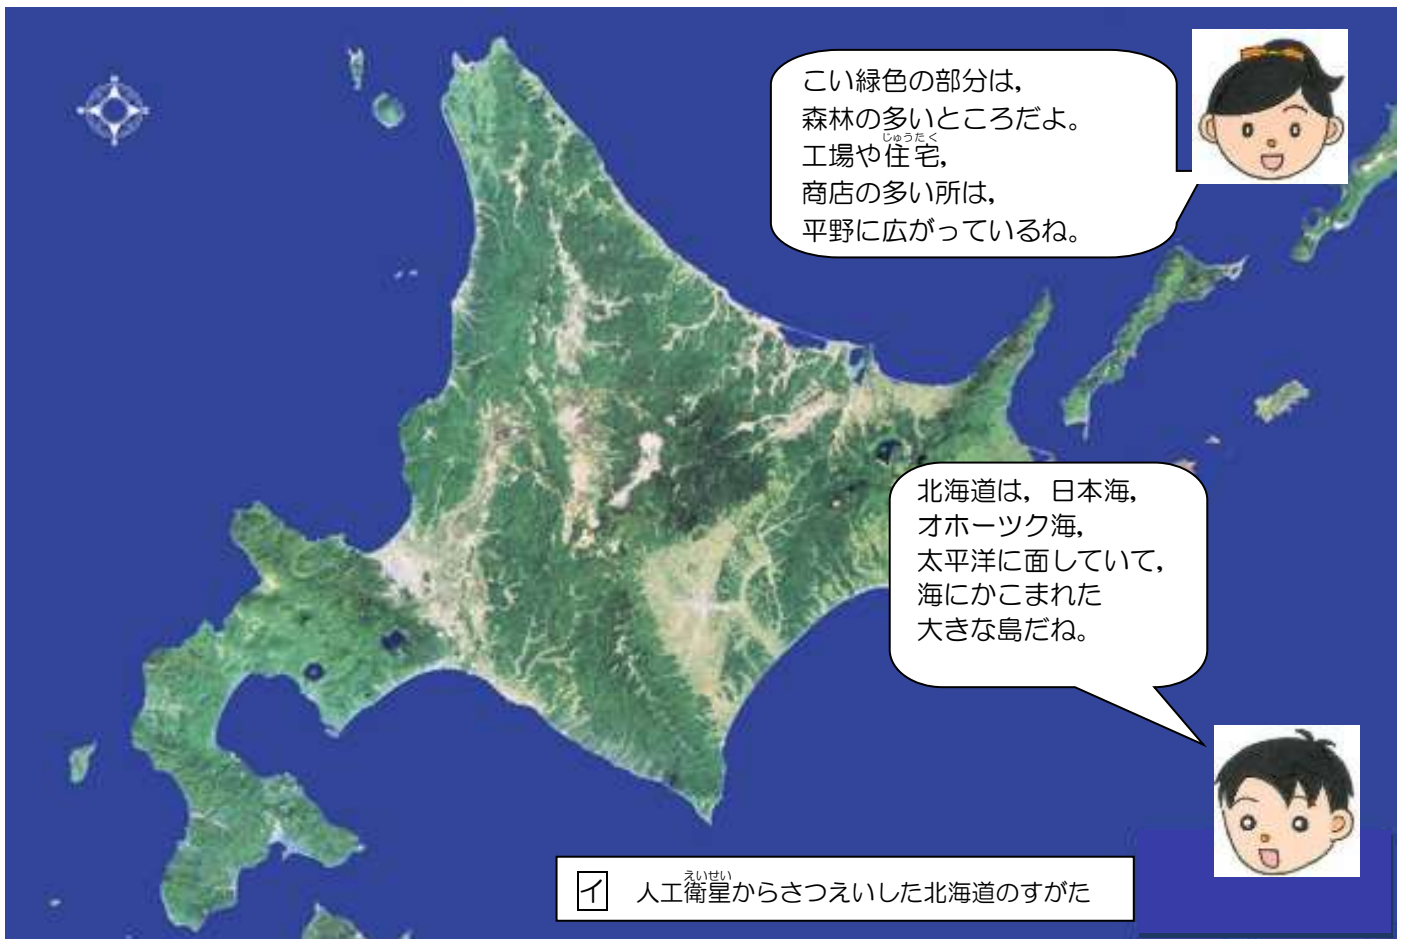 こい緑色の部分は，
森林の多いところだよ。
じゅうたく
工場や住宅，
商店の多い所は，
平野に広がっているね。
北海道は，日本海，
オホーツク海，
太平洋に面していて，
海にかこまれた
大きな島だね。
えいせい
イ 人工衛星からさつえいした北海道のすがた